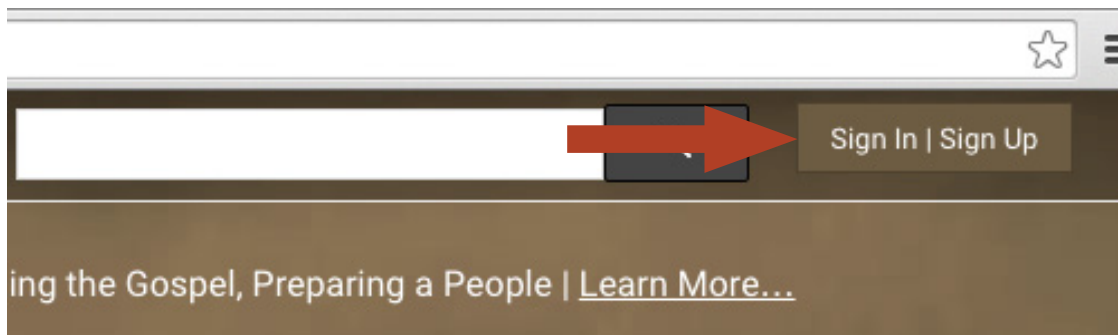 Sign In | Sign Up
ing the Gospel, Preparing a People | Learn More...